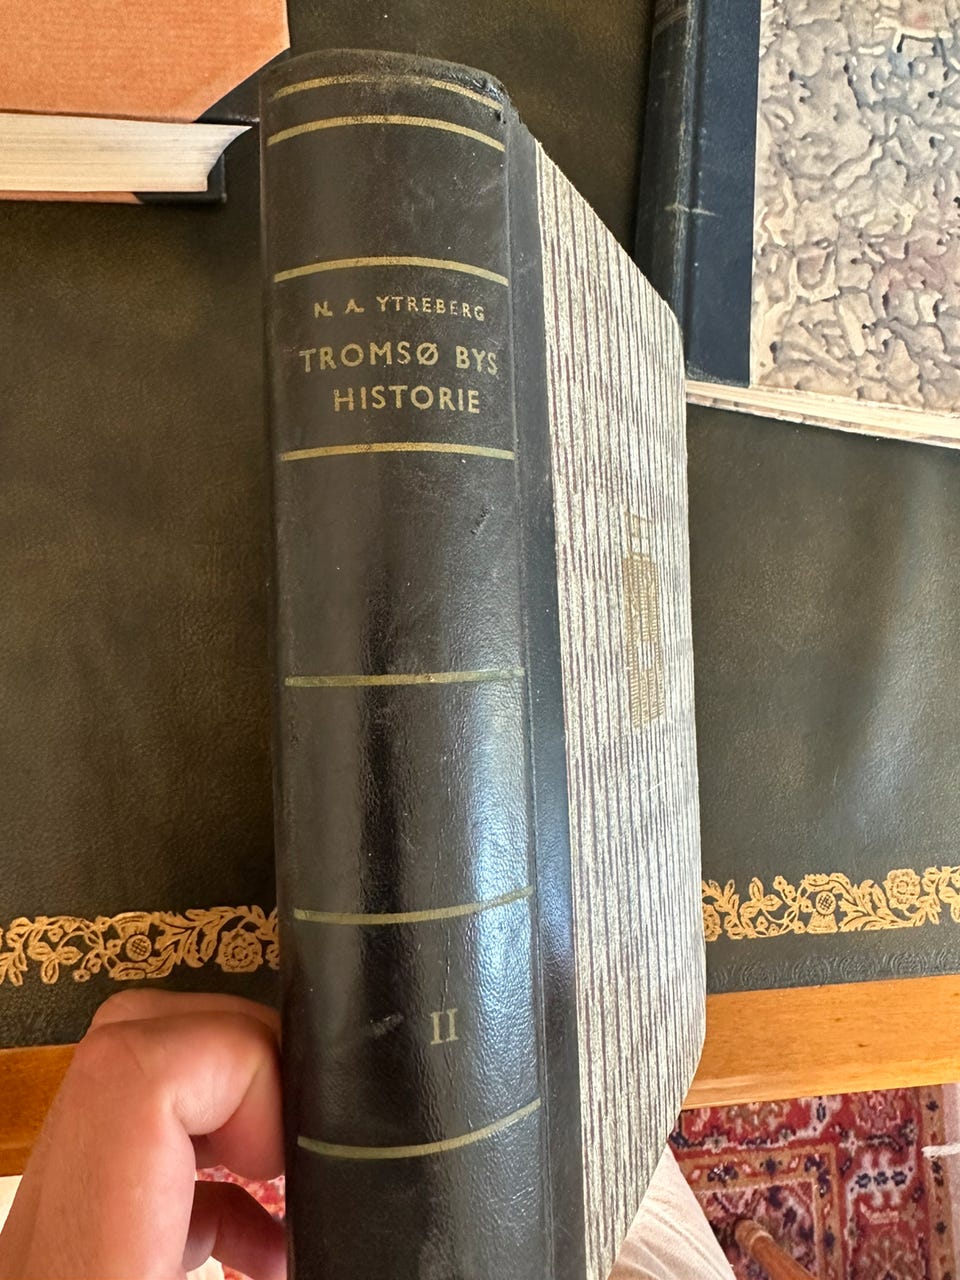 N. A. YTREBERG
TROMSØ BYS
HISTORIE
II